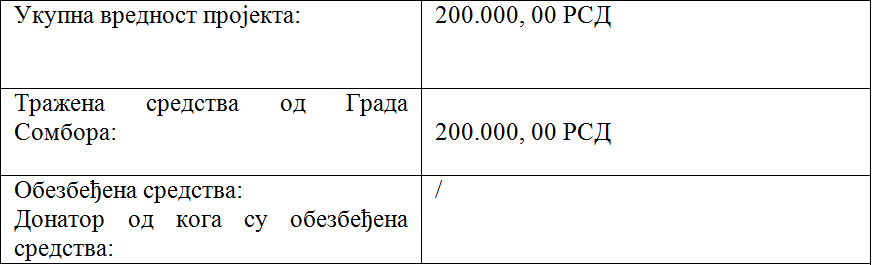 Укупна вредност пројекта:
200.000, 00 РСД
Тражена средства од Града
Сомбора:
200.000, 00 РСД
Обезбеђена средства:
/
Донатор од кога су обезбеђена
средства: